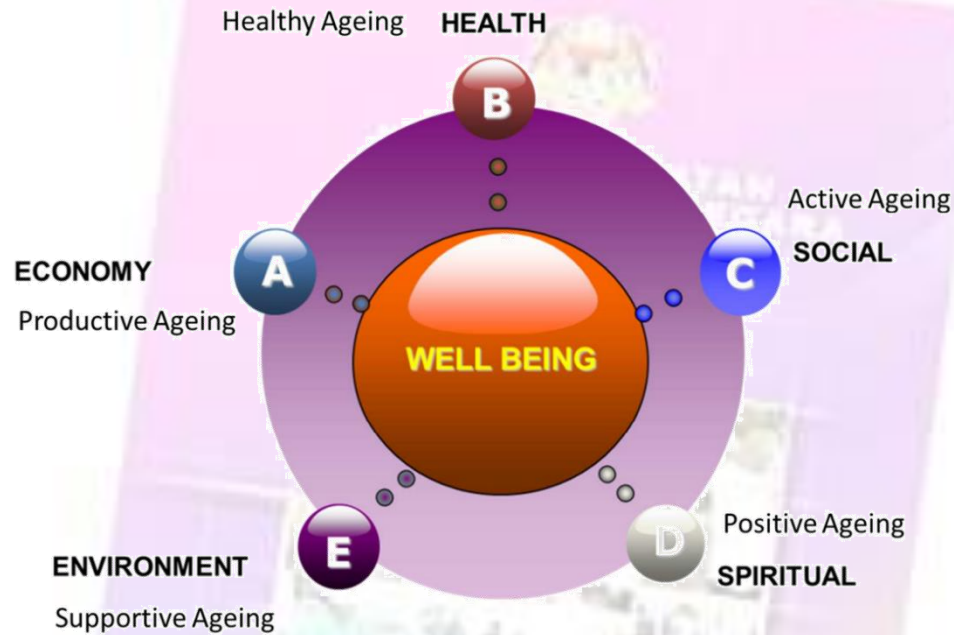 Healthy Ageing HEALTH
B
Active Ageing
SOCIAL
C
A
ECONOMY
Productive Ageing
WELL BEING
Positive Ageing
SPIRITUAL
D
E
ENVIRONMENT
Supportive Ageing